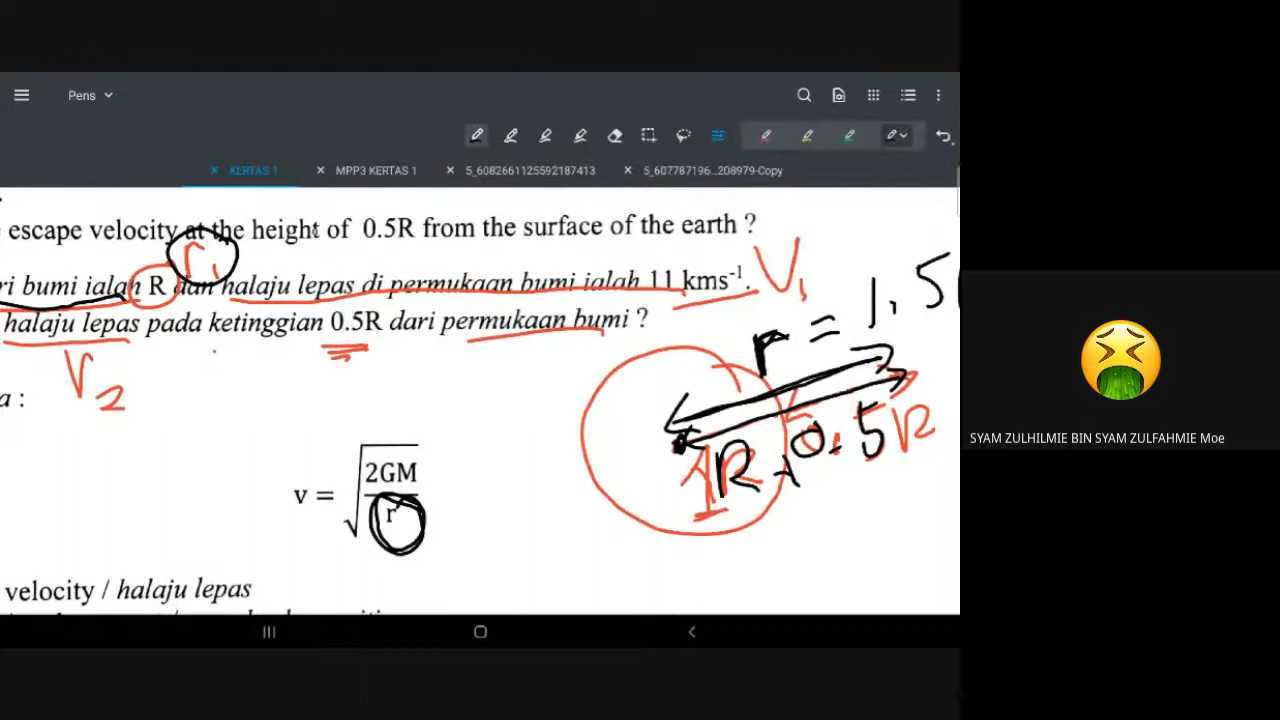 Pens
KERTAS 1
MPP3 KERTAS 1
5_6082661125592187413
5_607787196...208979-Copy
escape velocity at the height of 0.5R from the surface of the earth ?
r1
ri bumi ialah R dan halaju lepas di permukaan bumi ialah 11 kms-1.
V1
halaju lepas pada ketinggian 0.5R dari permukaan bumi ?
r = 1,5
V2
a :
1R + 0.5R
v = √(2GM/r)
velocity / halaju lepas
SYAM ZULHILMIE BIN SYAM ZULFAHMIE Moe